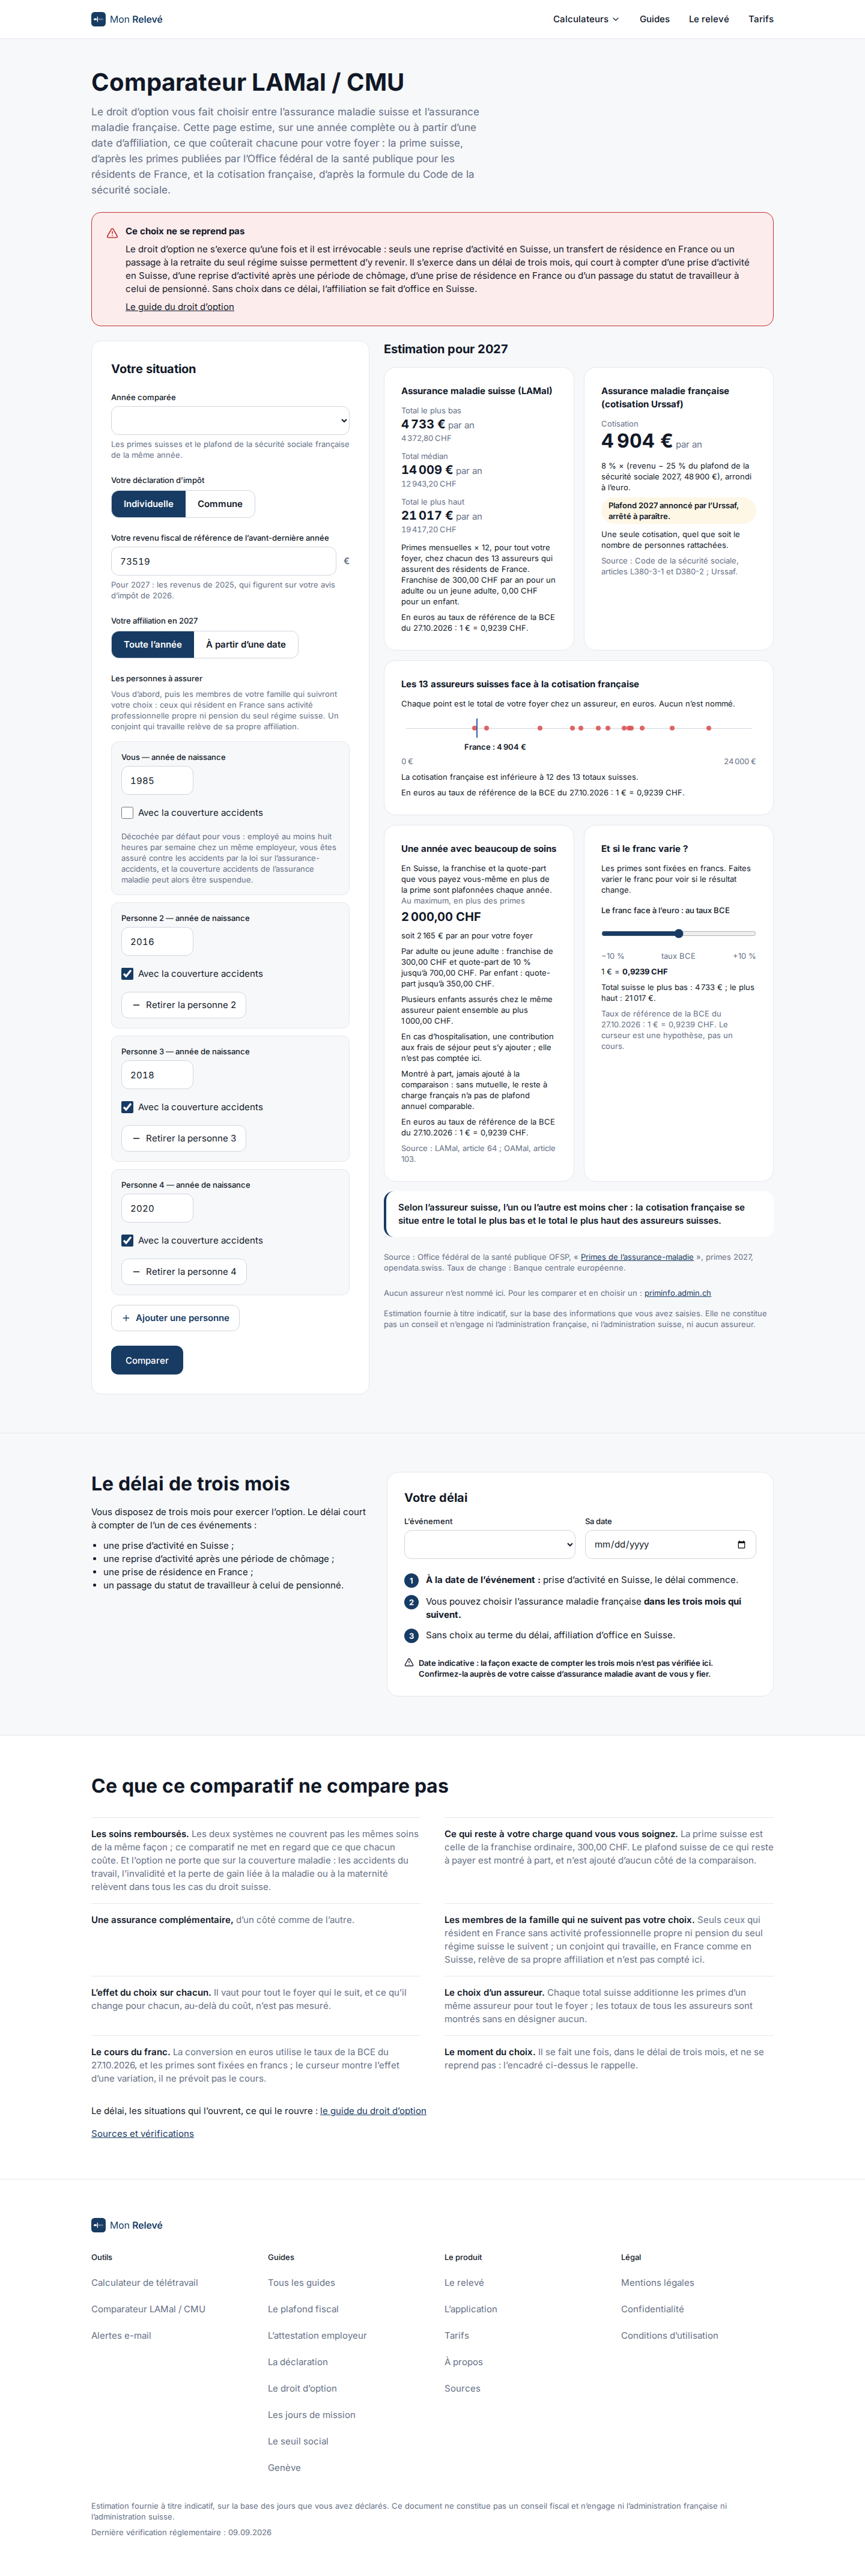 Mon Relevé
Calculateurs
Guides
Le relevé
Tarifs
Comparateur LAMal / CMU
Le droit d’option vous fait choisir entre l’assurance maladie suisse et l’assurance
maladie française. Cette page estime, sur une année complète ou à partir d’une
date d’affiliation, ce que coûterait chacune pour votre foyer : la prime suisse,
d’après les primes publiées par l’Office fédéral de la santé publique pour les
résidents de France, et la cotisation française, d’après la formule du Code de la
sécurité sociale.
Ce choix ne se reprend pas
Le droit d’option ne s’exerce qu’une fois et il est irrévocable : seuls une reprise d’activité en Suisse, un transfert de résidence en France ou un
passage à la retraite du seul régime suisse permettent d’y revenir. Il s’exerce dans un délai de trois mois, qui court à compter d’une prise d’activité
en Suisse, d’une reprise d’activité après une période de chômage, d’une prise de résidence en France ou d’un passage du statut de travailleur à
celui de pensionné. Sans choix dans ce délai, l’affiliation se fait d’office en Suisse.
Le guide du droit d’option
Votre situation
Année comparée
Les primes suisses et le plafond de la sécurité sociale française
de la même année.
Votre déclaration d’impôt
Individuelle
Commune
Votre revenu fiscal de référence de l’avant-dernière année
73519
€
Pour 2027 : les revenus de 2025, qui figurent sur votre avis
d’impôt de 2026.
Votre affiliation en 2027
Toute l’année
À partir d’une date
Les personnes à assurer
Vous d’abord, puis les membres de votre famille qui suivront
votre choix : ceux qui résident en France sans activité
professionnelle propre ni pension du seul régime suisse. Un
conjoint qui travaille relève de sa propre affiliation.
Vous — année de naissance
1985
Avec la couverture accidents
Décochée par défaut pour vous : employé au moins huit
heures par semaine chez un même employeur, vous êtes
assuré contre les accidents par la loi sur l’assurance-
accidents, et la couverture accidents de l’assurance
maladie peut alors être suspendue.
Personne 2 — année de naissance
2016
Avec la couverture accidents
Retirer la personne 2
Personne 3 — année de naissance
2018
Avec la couverture accidents
Retirer la personne 3
Personne 4 — année de naissance
2020
Avec la couverture accidents
Retirer la personne 4
Ajouter une personne
Comparer
Estimation pour 2027
Assurance maladie suisse (LAMal)
Total le plus bas
4 733 € par an
4 372,80 CHF
Total médian
14 009 € par an
12 943,20 CHF
Total le plus haut
21 017 € par an
19 417,20 CHF
Primes mensuelles × 12, pour tout votre
foyer, chez chacun des 13 assureurs qui
assurent des résidents de France.
Franchise de 300,00 CHF par an pour un
adulte ou un jeune adulte, 0,00 CHF
pour un enfant.
En euros au taux de référence de la BCE
du 27.10.2026 : 1 € = 0,9239 CHF.
Assurance maladie française
(cotisation Urssaf)
Cotisation
4 904 € par an
8 % × (revenu − 25 % du plafond de la
sécurité sociale 2027, 48 900 €), arrondi
à l’euro.
Plafond 2027 annoncé par l’Urssaf,
arrêté à paraître.
Une seule cotisation, quel que soit le
nombre de personnes rattachées.
Source : Code de la sécurité sociale,
articles L380-3-1 et D380-2 ; Urssaf.
Les 13 assureurs suisses face à la cotisation française
Chaque point est le total de votre foyer chez un assureur, en euros. Aucun n’est nommé.
France : 4 904 €
0 €
24 000 €
La cotisation française est inférieure à 12 des 13 totaux suisses.
En euros au taux de référence de la BCE du 27.10.2026 : 1 € = 0,9239 CHF.
Une année avec beaucoup de soins
En Suisse, la franchise et la quote-part
que vous payez vous-même en plus de
la prime sont plafonnées chaque année.
Au maximum, en plus des primes
2 000,00 CHF
soit 2 165 € par an pour votre foyer
Par adulte ou jeune adulte : franchise de
300,00 CHF et quote-part de 10 %
jusqu’à 700,00 CHF. Par enfant : quote-
part jusqu’à 350,00 CHF.
Plusieurs enfants assurés chez le même
assureur paient ensemble au plus
1 000,00 CHF.
En cas d’hospitalisation, une contribution
aux frais de séjour peut s’y ajouter ; elle
n’est pas comptée ici.
Montré à part, jamais ajouté à la
comparaison : sans mutuelle, le reste à
charge français n’a pas de plafond
annuel comparable.
En euros au taux de référence de la BCE
du 27.10.2026 : 1 € = 0,9239 CHF.
Source : LAMal, article 64 ; OAMal, article
103.
Et si le franc varie ?
Les primes sont fixées en francs. Faites
varier le franc pour voir si le résultat
change.
Le franc face à l’euro : au taux BCE
−10 %
taux BCE
+10 %
1 € = 0,9239 CHF
Total suisse le plus bas : 4 733 € ; le plus
haut : 21 017 €.
Taux de référence de la BCE du
27.10.2026 : 1 € = 0,9239 CHF. Le
curseur est une hypothèse, pas un
cours.
Selon l’assureur suisse, l’un ou l’autre est moins cher : la cotisation française se
situe entre le total le plus bas et le total le plus haut des assureurs suisses.
Source : Office fédéral de la santé publique OFSP, « Primes de l’assurance-maladie », primes 2027,
opendata.swiss. Taux de change : Banque centrale européenne.
Aucun assureur n’est nommé ici. Pour les comparer et en choisir un : priminfo.admin.ch
Estimation fournie à titre indicatif, sur la base des informations que vous avez saisies. Elle ne constitue
pas un conseil et n’engage ni l’administration française, ni l’administration suisse, ni aucun assureur.
Le délai de trois mois
Vous disposez de trois mois pour exercer l’option. Le délai court
à compter de l’un de ces événements :
• une prise d’activité en Suisse ;
• une reprise d’activité après une période de chômage ;
• une prise de résidence en France ;
• un passage du statut de travailleur à celui de pensionné.
Votre délai
L’événement
Sa date
mm/dd/yyyy
1 À la date de l’événement : prise d’activité en Suisse, le délai commence.
2 Vous pouvez choisir l’assurance maladie française dans les trois mois qui
suivent.
3 Sans choix au terme du délai, affiliation d’office en Suisse.
Date indicative : la façon exacte de compter les trois mois n’est pas vérifiée ici.
Confirmez-la auprès de votre caisse d’assurance maladie avant de vous y fier.
Ce que ce comparatif ne compare pas
Les soins remboursés. Les deux systèmes ne couvrent pas les mêmes soins
de la même façon ; ce comparatif ne met en regard que ce que chacun
coûte. Et l’option ne porte que sur la couverture maladie : les accidents du
travail, l’invalidité et la perte de gain liée à la maladie ou à la maternité
relèvent dans tous les cas du droit suisse.
Ce qui reste à votre charge quand vous vous soignez. La prime suisse est
celle de la franchise ordinaire, 300,00 CHF. Le plafond suisse de ce qui reste
à payer est montré à part, et n’est ajouté d’aucun côté de la comparaison.
Une assurance complémentaire, d’un côté comme de l’autre.
Les membres de la famille qui ne suivent pas votre choix. Seuls ceux qui
résident en France sans activité professionnelle propre ni pension du seul
régime suisse le suivent ; un conjoint qui travaille, en France comme en
Suisse, relève de sa propre affiliation et n’est pas compté ici.
L’effet du choix sur chacun. Il vaut pour tout le foyer qui le suit, et ce qu’il
change pour chacun, au-delà du coût, n’est pas mesuré.
Le choix d’un assureur. Chaque total suisse additionne les primes d’un
même assureur pour tout le foyer ; les totaux de tous les assureurs sont
montrés sans en désigner aucun.
Le cours du franc. La conversion en euros utilise le taux de la BCE du
27.10.2026, et les primes sont fixées en francs ; le curseur montre l’effet
d’une variation, il ne prévoit pas le cours.
Le moment du choix. Il se fait une fois, dans le délai de trois mois, et ne se
reprend pas : l’encadré ci-dessus le rappelle.
Le délai, les situations qui l’ouvrent, ce qui le rouvre : le guide du droit d’option
Sources et vérifications
Mon Relevé
Outils
Calculateur de télétravail
Comparateur LAMal / CMU
Alertes e-mail
Guides
Tous les guides
Le plafond fiscal
L’attestation employeur
La déclaration
Le droit d’option
Les jours de mission
Le seuil social
Genève
Le produit
Le relevé
L’application
Tarifs
À propos
Sources
Légal
Mentions légales
Confidentialité
Conditions d’utilisation
Estimation fournie à titre indicatif, sur la base des jours que vous avez déclarés. Ce document ne constitue pas un conseil fiscal et n’engage ni l’administration française ni
l’administration suisse.
Dernière vérification réglementaire : 09.09.2026